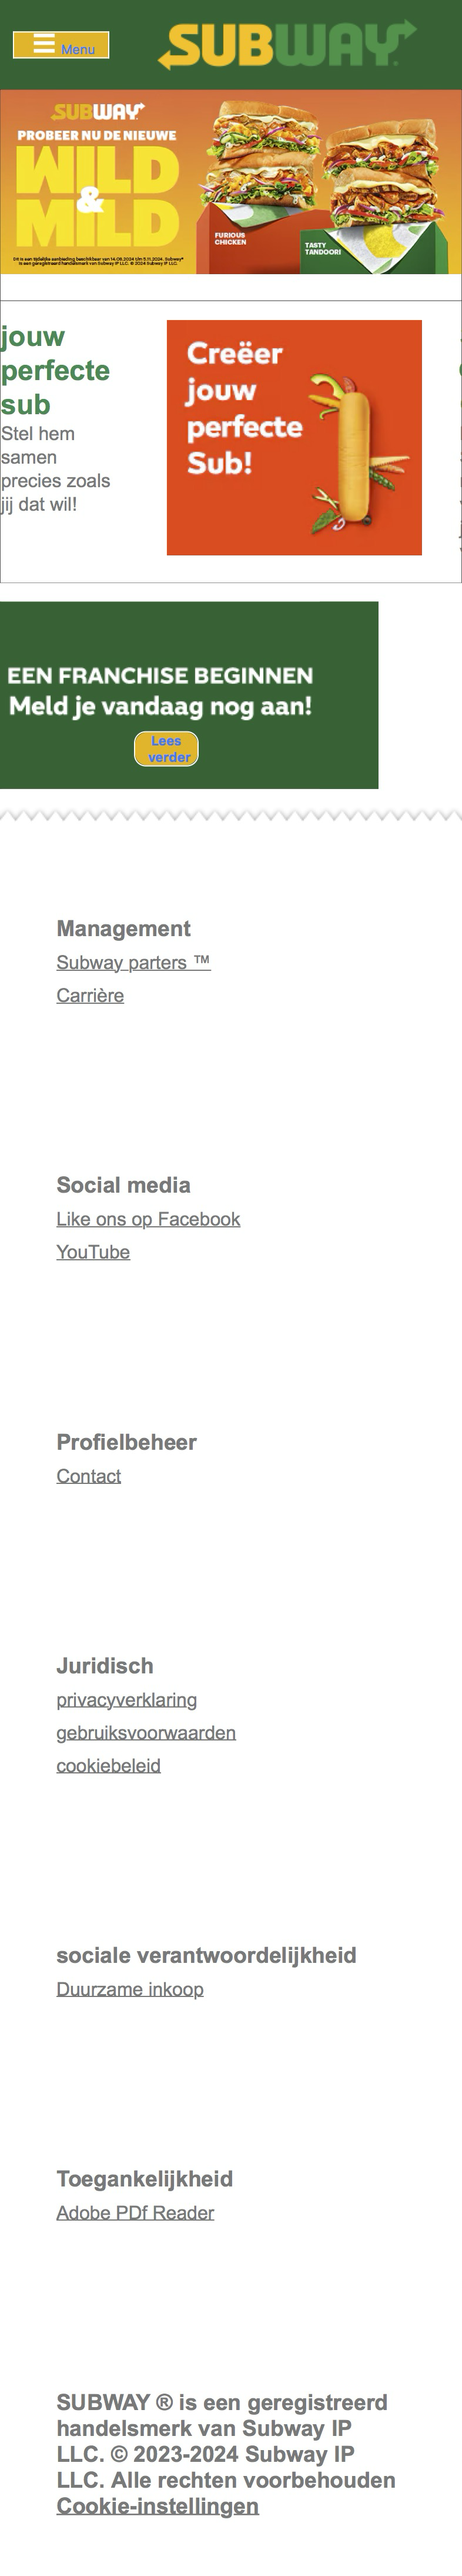 Menu
SUBWAY
SUBWAY
PROBEER NU DE NIEUWE
WILD
&
MILD
FURIOUS
CHICKEN
TASTY
TANDOORI
jouw
perfecte
sub
Stel hem
samen
precies zoals
jij dat wil!
Creëer
jouw
perfecte
Sub!
EEN FRANCHISE BEGINNEN
Meld je vandaag nog aan!
Lees
verder
Management
Subway parters ™
Carrière
Social media
Like ons op Facebook
YouTube
Profielbeheer
Contact
Juridisch
privacyverklaring
gebruiksvoorwaarden
cookiebeleid
sociale verantwoordelijkheid
Duurzame inkoop
Toegankelijkheid
Adobe PDf Reader
SUBWAY ® is een geregistreerd
handelsmerk van Subway IP
LLC. © 2023-2024 Subway IP
LLC. Alle rechten voorbehouden
Cookie-instellingen